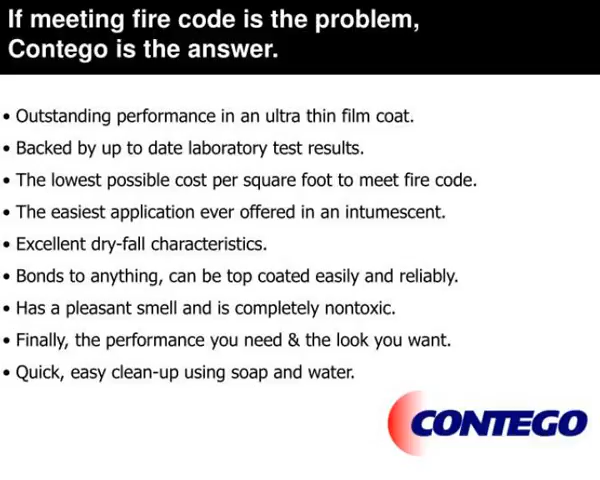 If meeting fire code is the problem,
Contego is the answer.
• Outstanding performance in an ultra thin film coat.
• Backed by up to date laboratory test results.
• The lowest possible cost per square foot to meet fire code.
• The easiest application ever offered in an intumescent.
• Excellent dry-fall characteristics.
• Bonds to anything, can be top coated easily and reliably.
• Has a pleasant smell and is completely nontoxic.
• Finally, the performance you need & the look you want.
• Quick, easy clean-up using soap and water.
CONTEGO